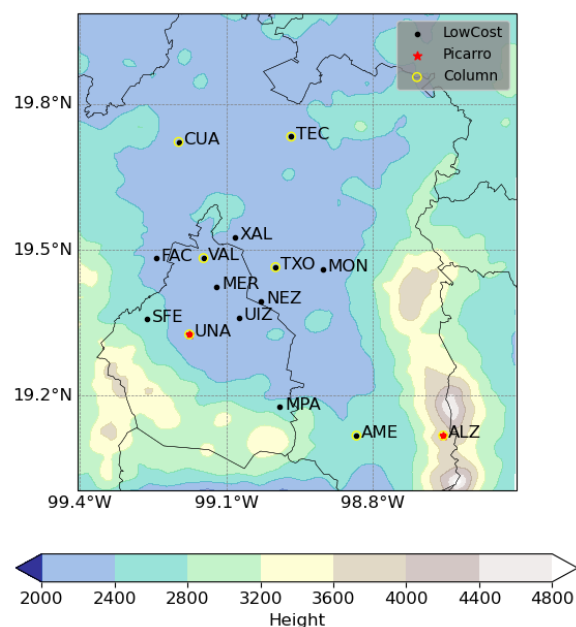 LowCost
Picarro
Column
19.8°N
CUA
TEC
XAL
19.5°N
FAC
VAL
TXO
MON
MER
NEZ
SFE
UIZ
UNA
19.2°N
MPA
AME
ALZ
99.4°W
99.1°W
98.8°W
2000 2400 2800 3200 3600 4000 4400 4800
Height